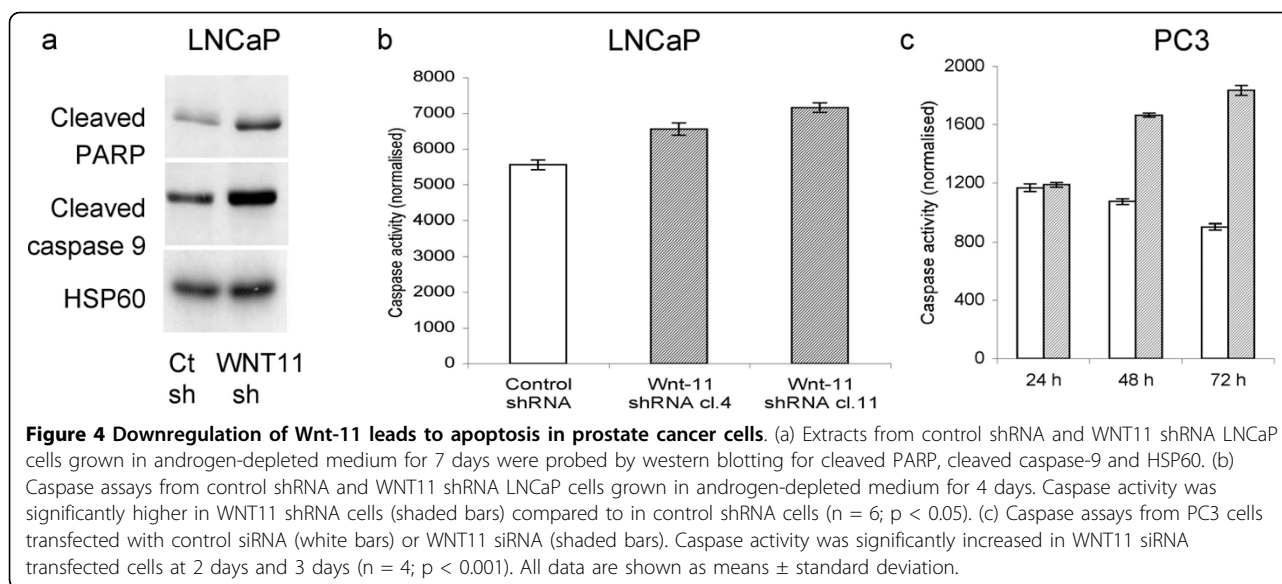 a
LNCaP
Cleaved
PARP
Cleaved
caspase 9
HSP60
Ct WNT11
sh sh
b
LNCaP
Caspase activity (normalised)
8000
7000
6000
5000
4000
3000
2000
1000
0
Control
shRNA
Wnt-11
shRNA cl.4
Wnt-11
shRNA cl.11
c
PC3
Caspase activity (normalised)
2000
1600
1200
800
400
0
24 h 48 h 72 h
Figure 4 Downregulation of Wnt-11 leads to apoptosis in prostate cancer cells. (a) Extracts from control shRNA and WNT11 shRNA LNCaP
cells grown in androgen-depleted medium for 7 days were probed by western blotting for cleaved PARP, cleaved caspase-9 and HSP60. (b)
Caspase assays from control shRNA and WNT11 shRNA LNCaP cells grown in androgen-depleted medium for 4 days. Caspase activity was
significantly higher in WNT11 shRNA cells (shaded bars) compared to in control shRNA cells (n = 6; p < 0.05). (c) Caspase assays from PC3 cells
transfected with control siRNA (white bars) or WNT11 siRNA (shaded bars). Caspase activity was significantly increased in WNT11 siRNA
transfected cells at 2 days and 3 days (n = 4; p < 0.001). All data are shown as means ± standard deviation.